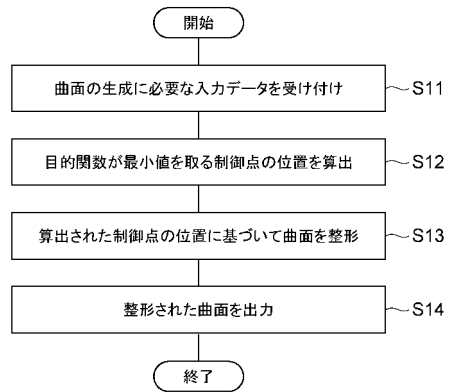 開始
曲面の生成に必要な入力データを受け付け
S11
目的関数が最小値を取る制御点の位置を算出
S12
算出された制御点の位置に基づいて曲面を整形
S13
整形された曲面を出力
S14
終了